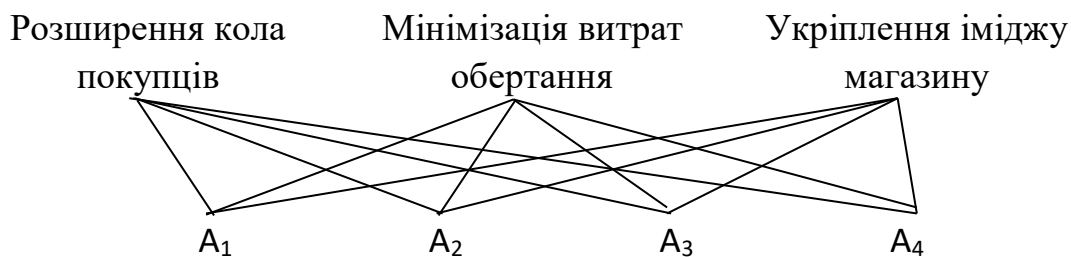 Розширення кола Мінімізація витрат Укріплення іміджу
покупців обертання магазину
A₁ A₂ A₃ A₄